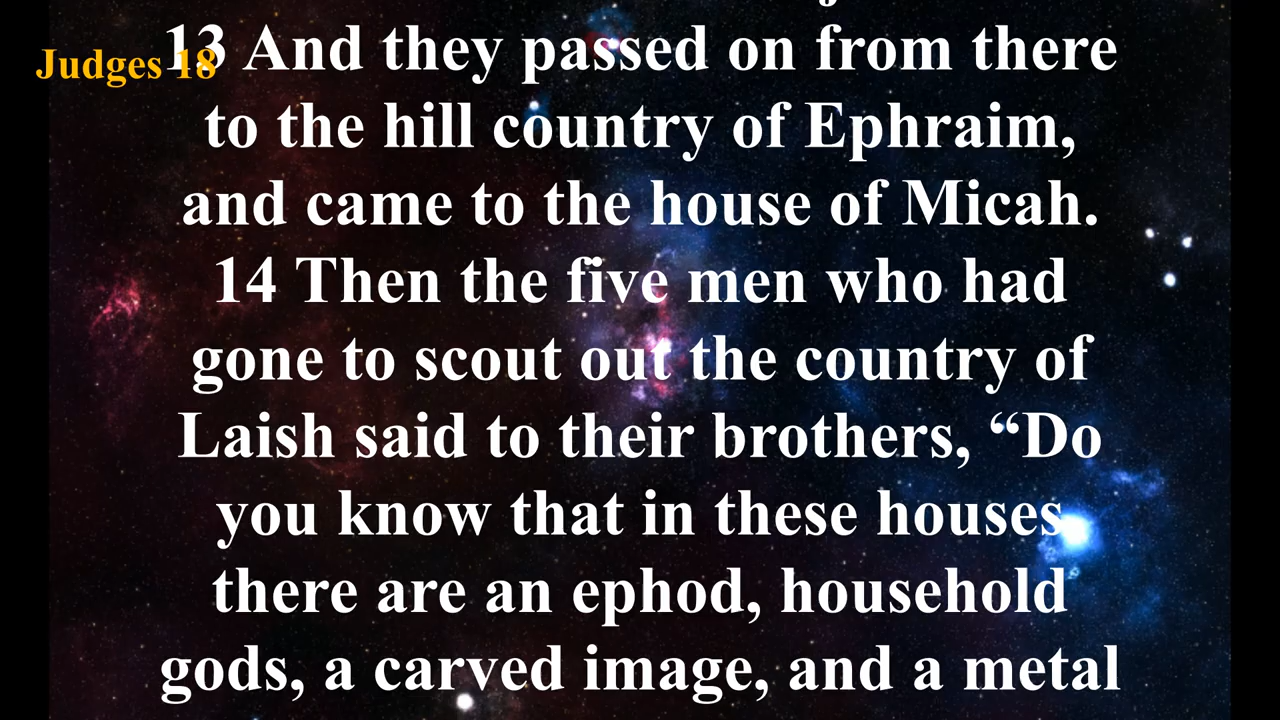 Judges 18
13 And they passed on from there
to the hill country of Ephraim,
and came to the house of Micah.
14 Then the five men who had
gone to scout out the country of
Laish said to their brothers, “Do
you know that in these houses
there are an ephod, household
gods, a carved image, and a metal